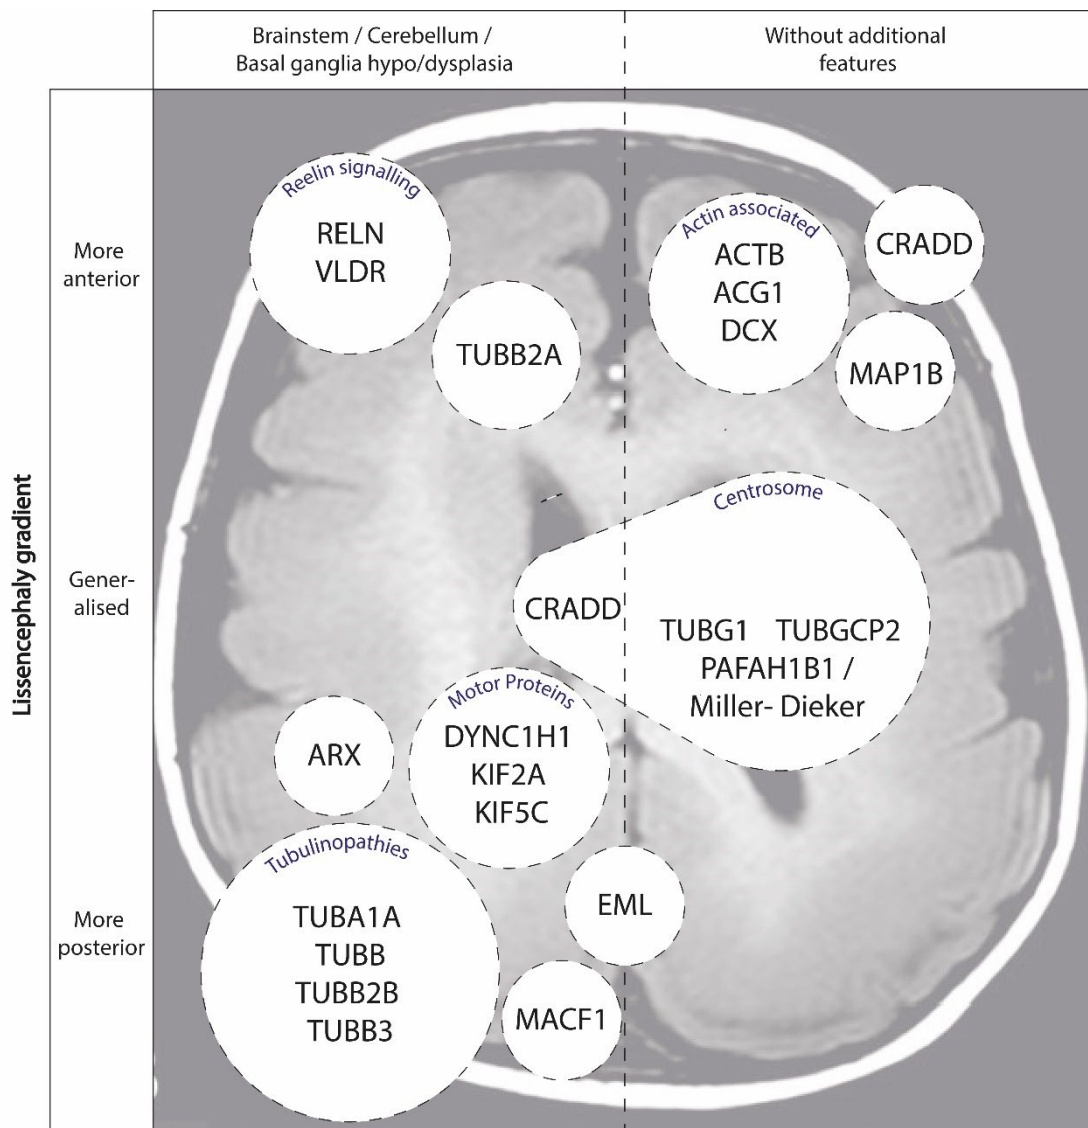 Brainstem / Cerebellum /
Basal ganglia hypo/dysplasia
Without additional
features
Lissencephaly gradient
More
anterior
Gener-
alised
More
posterior
Reelin signalling
RELN
VLDR
TUBB2A
Actin associated
ACTB
ACG1
DCX
CRADD
MAP1B
Centrosome
CRADD
TUBG1 TUBGCP2
PAFAH1B1 /
Miller- Dieker
ARX
Motor Proteins
DYNC1H1
KIF2A
KIF5C
Tubulinopathies
TUBA1A
TUBB
TUBB2B
TUBB3
EML
MACF1